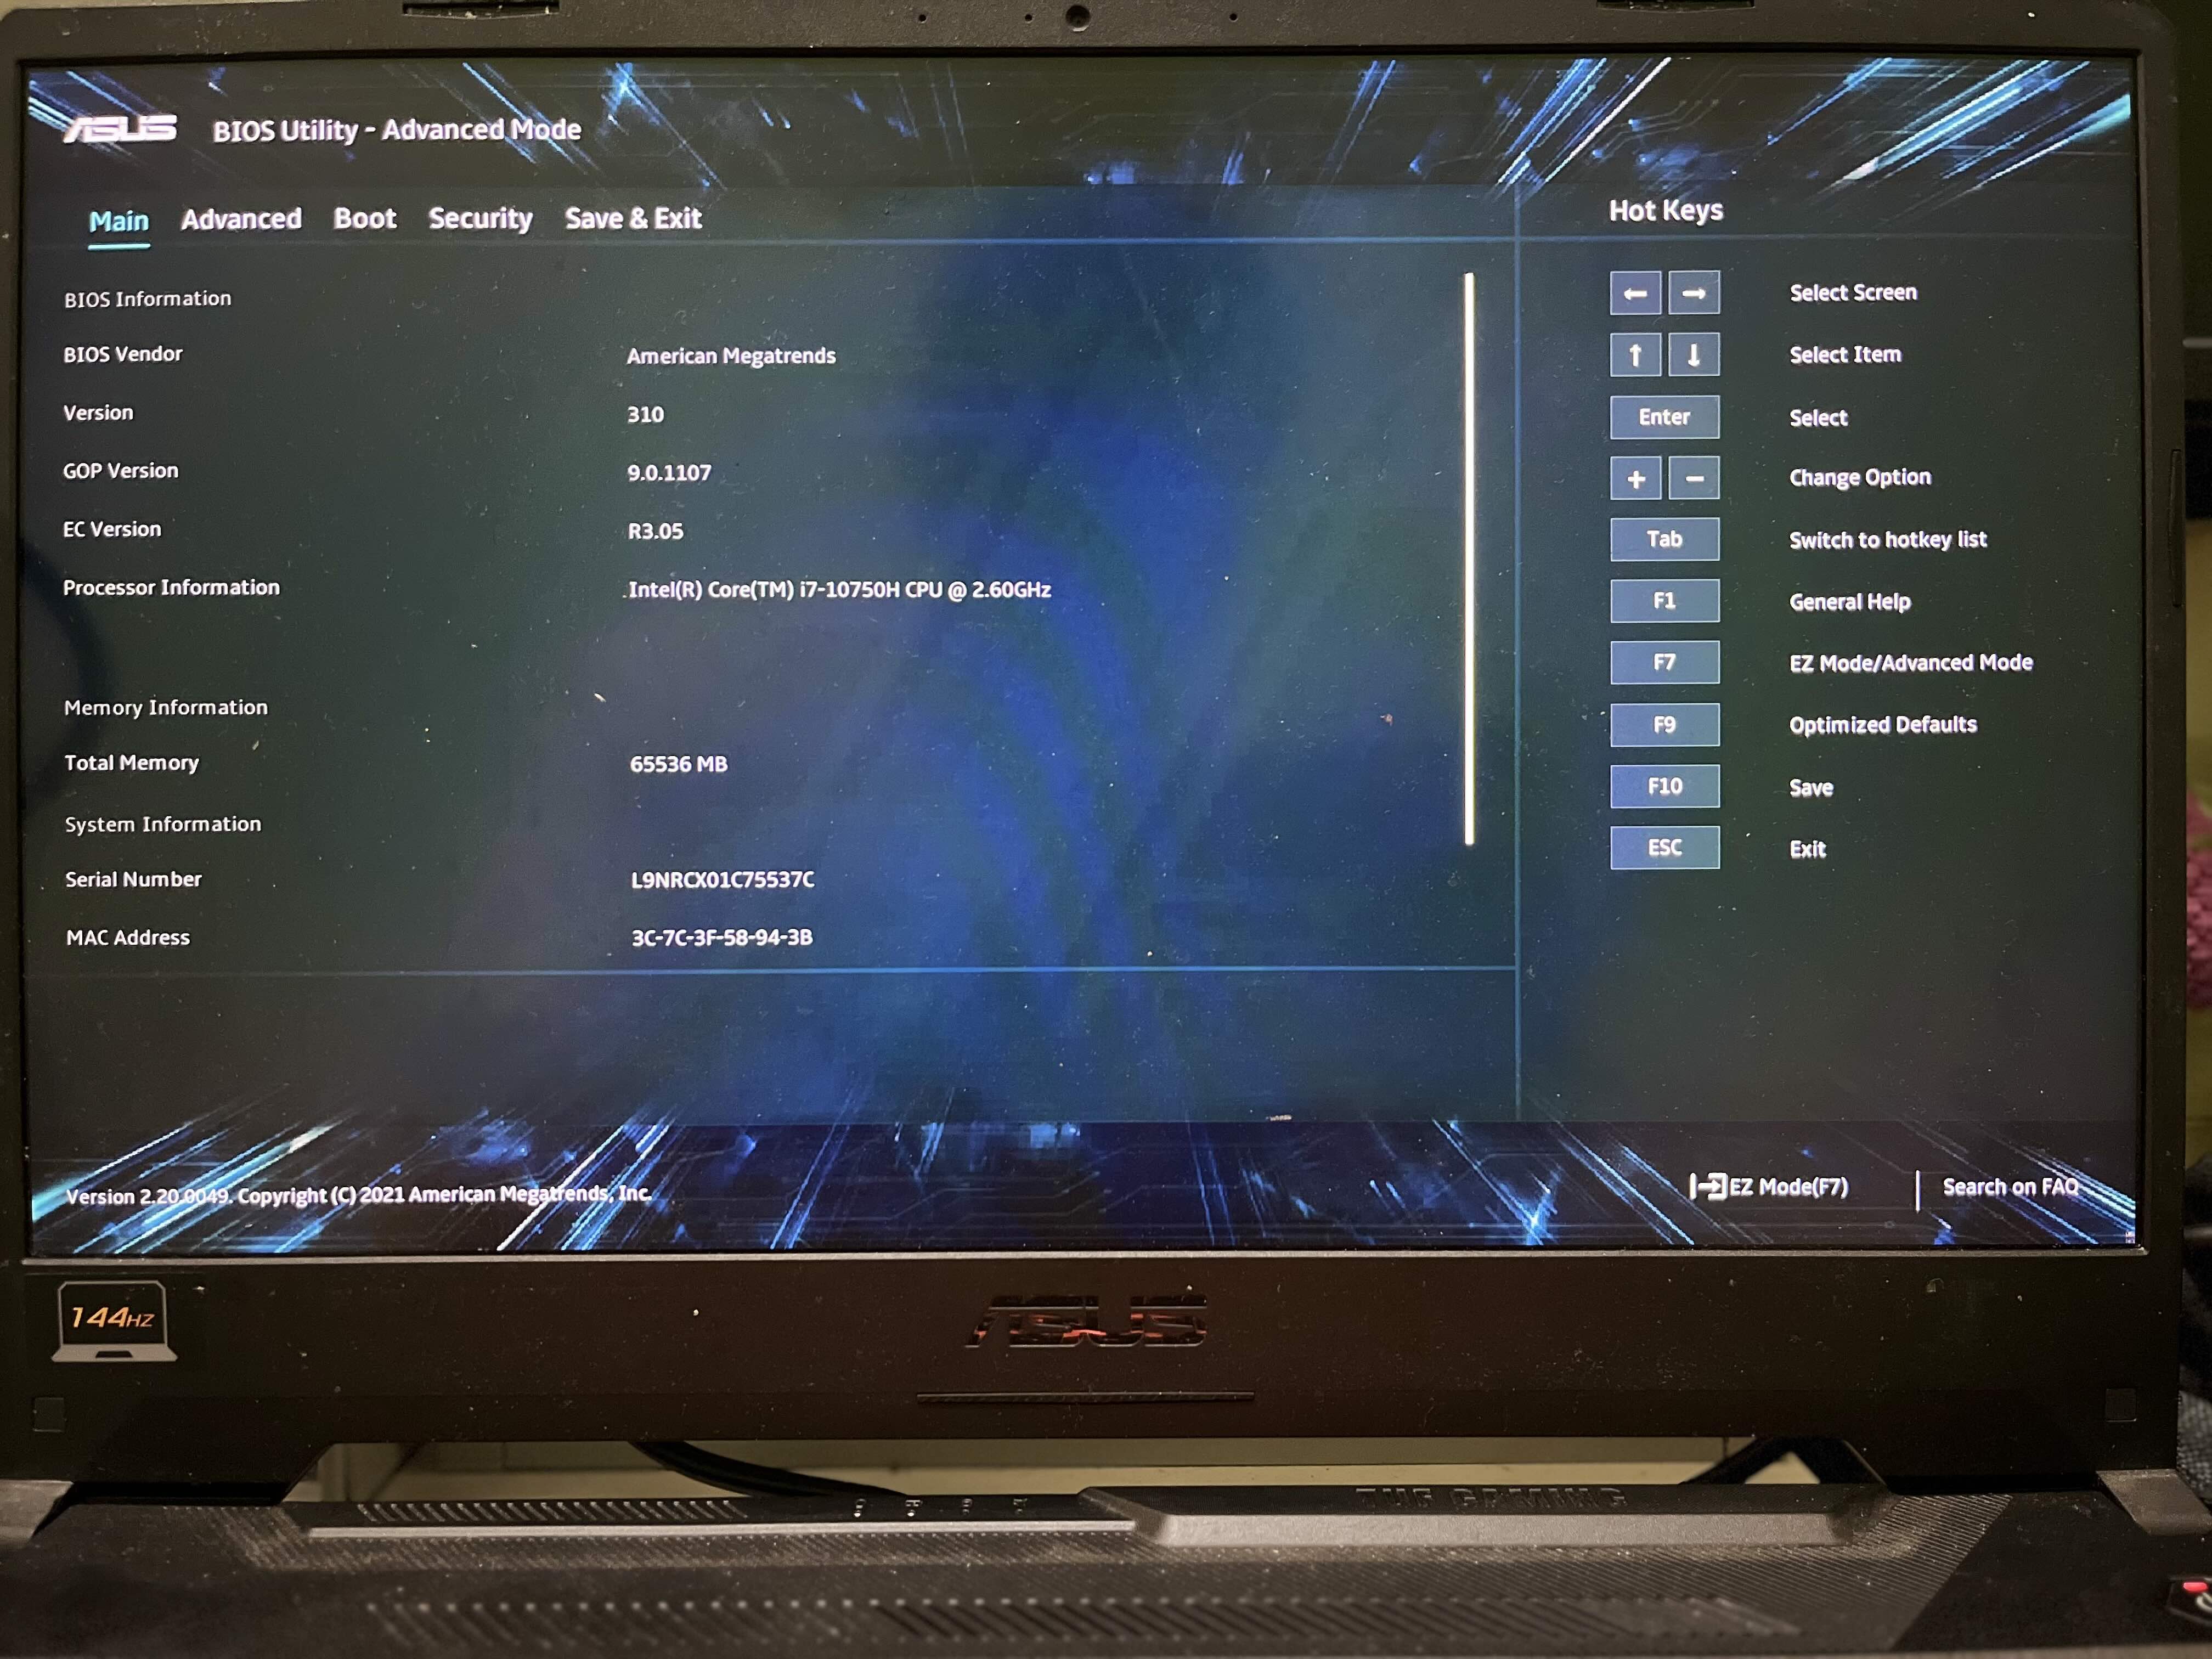 ASUS BIOS Utility - Advanced Mode
Main Advanced Boot Security Save & Exit
BIOS Information
BIOS Vendor American Megatrends
Version 310
GOP Version 9.0.1107
EC Version R3.05
Processor Information Intel(R) Core(TM) i7-10750H CPU @ 2.60GHz
Memory Information
Total Memory 65536 MB
System Information
Serial Number L9NRCX01C75537C
MAC Address 3C-7C-3F-58-94-3B
Hot Keys
← → Select Screen
↑ ↓ Select Item
Enter Select
+ - Change Option
Tab Switch to hotkey list
F1 General Help
F7 EZ Mode/Advanced Mode
F9 Optimized Defaults
F10 Save
ESC Exit
Version 2.20.0049. Copyright (C) 2021 American Megatrends, Inc.
EZ Mode(F7) | Search on FAQ
144HZ
ASUS
TUF GAMING